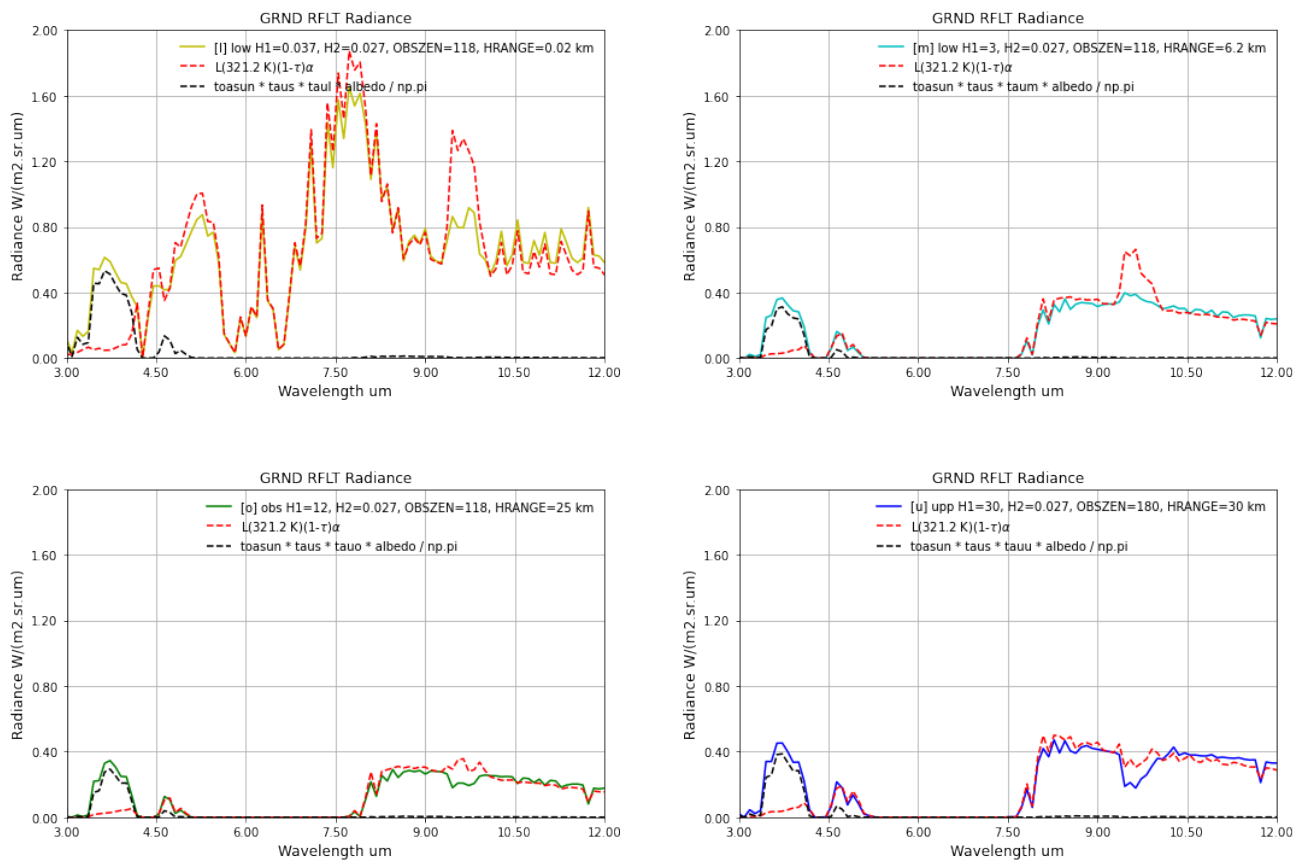 GRND RFLT Radiance
2.00
1.60
1.20
0.80
0.40
0.00
Radiance W/(m2.sr.um)
[l] low H1=0.037, H2=0.027, OBSZEN=118, HRANGE=0.02 km
L(321.2 K)(1-τ)α
toasun * taus * taul * albedo / np.pi
3.00 4.50 6.00 7.50 9.00 10.50 12.00
Wavelength um
GRND RFLT Radiance
2.00
1.60
1.20
0.80
0.40
0.00
Radiance W/(m2.sr.um)
[m] low H1=3, H2=0.027, OBSZEN=118, HRANGE=6.2 km
L(321.2 K)(1-τ)α
toasun * taus * taum * albedo / np.pi
3.00 4.50 6.00 7.50 9.00 10.50 12.00
Wavelength um
GRND RFLT Radiance
2.00
1.60
1.20
0.80
0.40
0.00
Radiance W/(m2.sr.um)
[o] obs H1=12, H2=0.027, OBSZEN=118, HRANGE=25 km
L(321.2 K)(1-τ)α
toasun * taus * tauo * albedo / np.pi
3.00 4.50 6.00 7.50 9.00 10.50 12.00
Wavelength um
GRND RFLT Radiance
2.00
1.60
1.20
0.80
0.40
0.00
Radiance W/(m2.sr.um)
[u] upp H1=30, H2=0.027, OBSZEN=180, HRANGE=30 km
L(321.2 K)(1-τ)α
toasun * taus * tauu * albedo / np.pi
3.00 4.50 6.00 7.50 9.00 10.50 12.00
Wavelength um